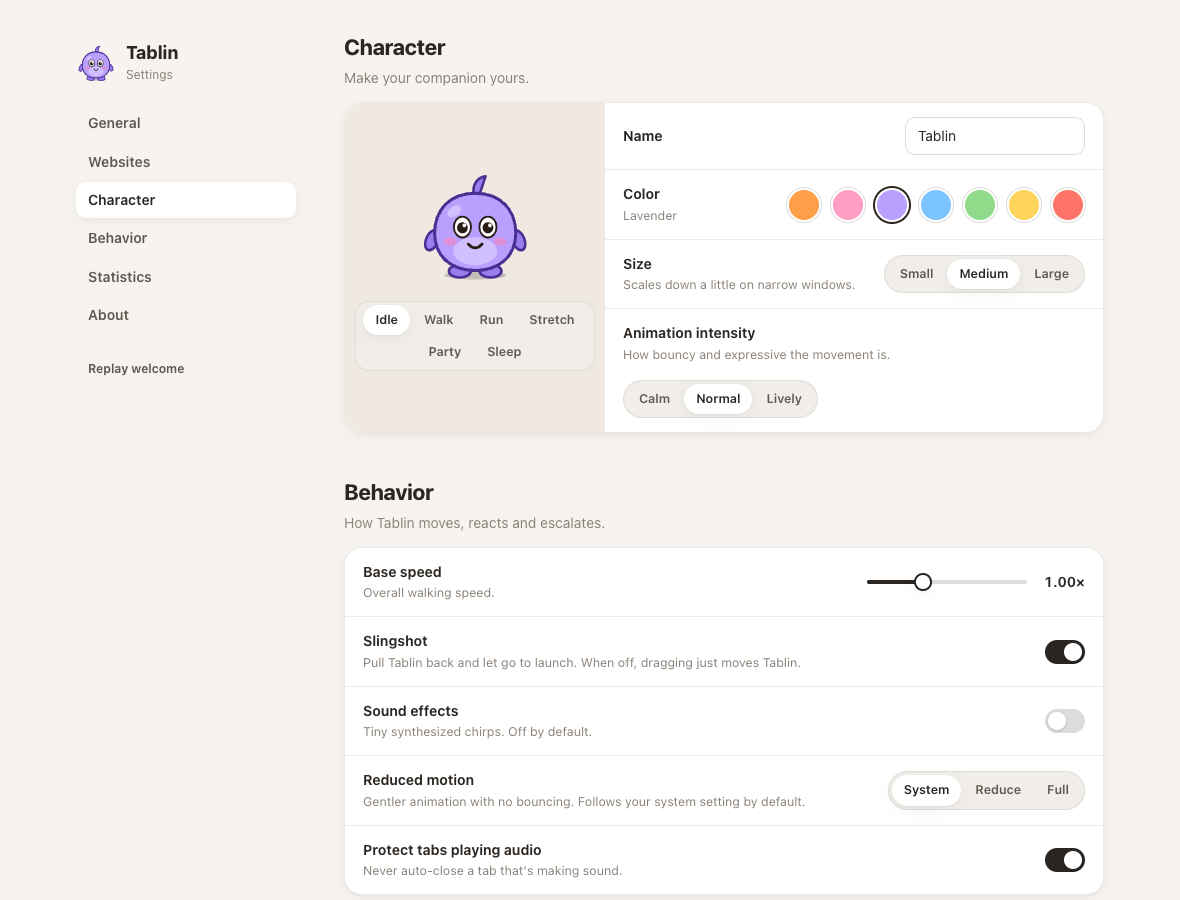 Tablin
Settings
General
Websites
Character
Behavior
Statistics
About
Replay welcome
Character
Make your companion yours.
Idle Walk Run Stretch
Party Sleep
Name Tablin
Color
Lavender
Size
Scales down a little on narrow windows.
Small Medium Large
Animation intensity
How bouncy and expressive the movement is.
Calm Normal Lively
Behavior
How Tablin moves, reacts and escalates.
Base speed
Overall walking speed.
1.00×
Slingshot
Pull Tablin back and let go to launch. When off, dragging just moves Tablin.
Sound effects
Tiny synthesized chirps. Off by default.
Reduced motion
Gentler animation with no bouncing. Follows your system setting by default.
System Reduce Full
Protect tabs playing audio
Never auto-close a tab that's making sound.